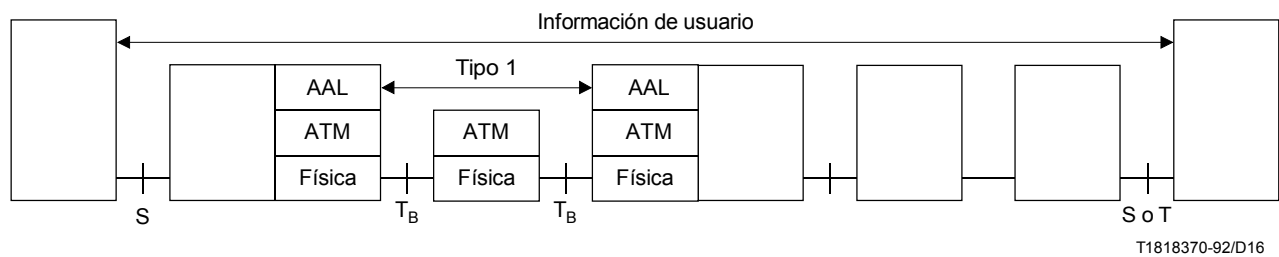 Información de usuario
Tipo 1
AAL
AAL
ATM
ATM
ATM
Física
Física
Física
S
T_B
T_B
S o T
T1818370-92/D16